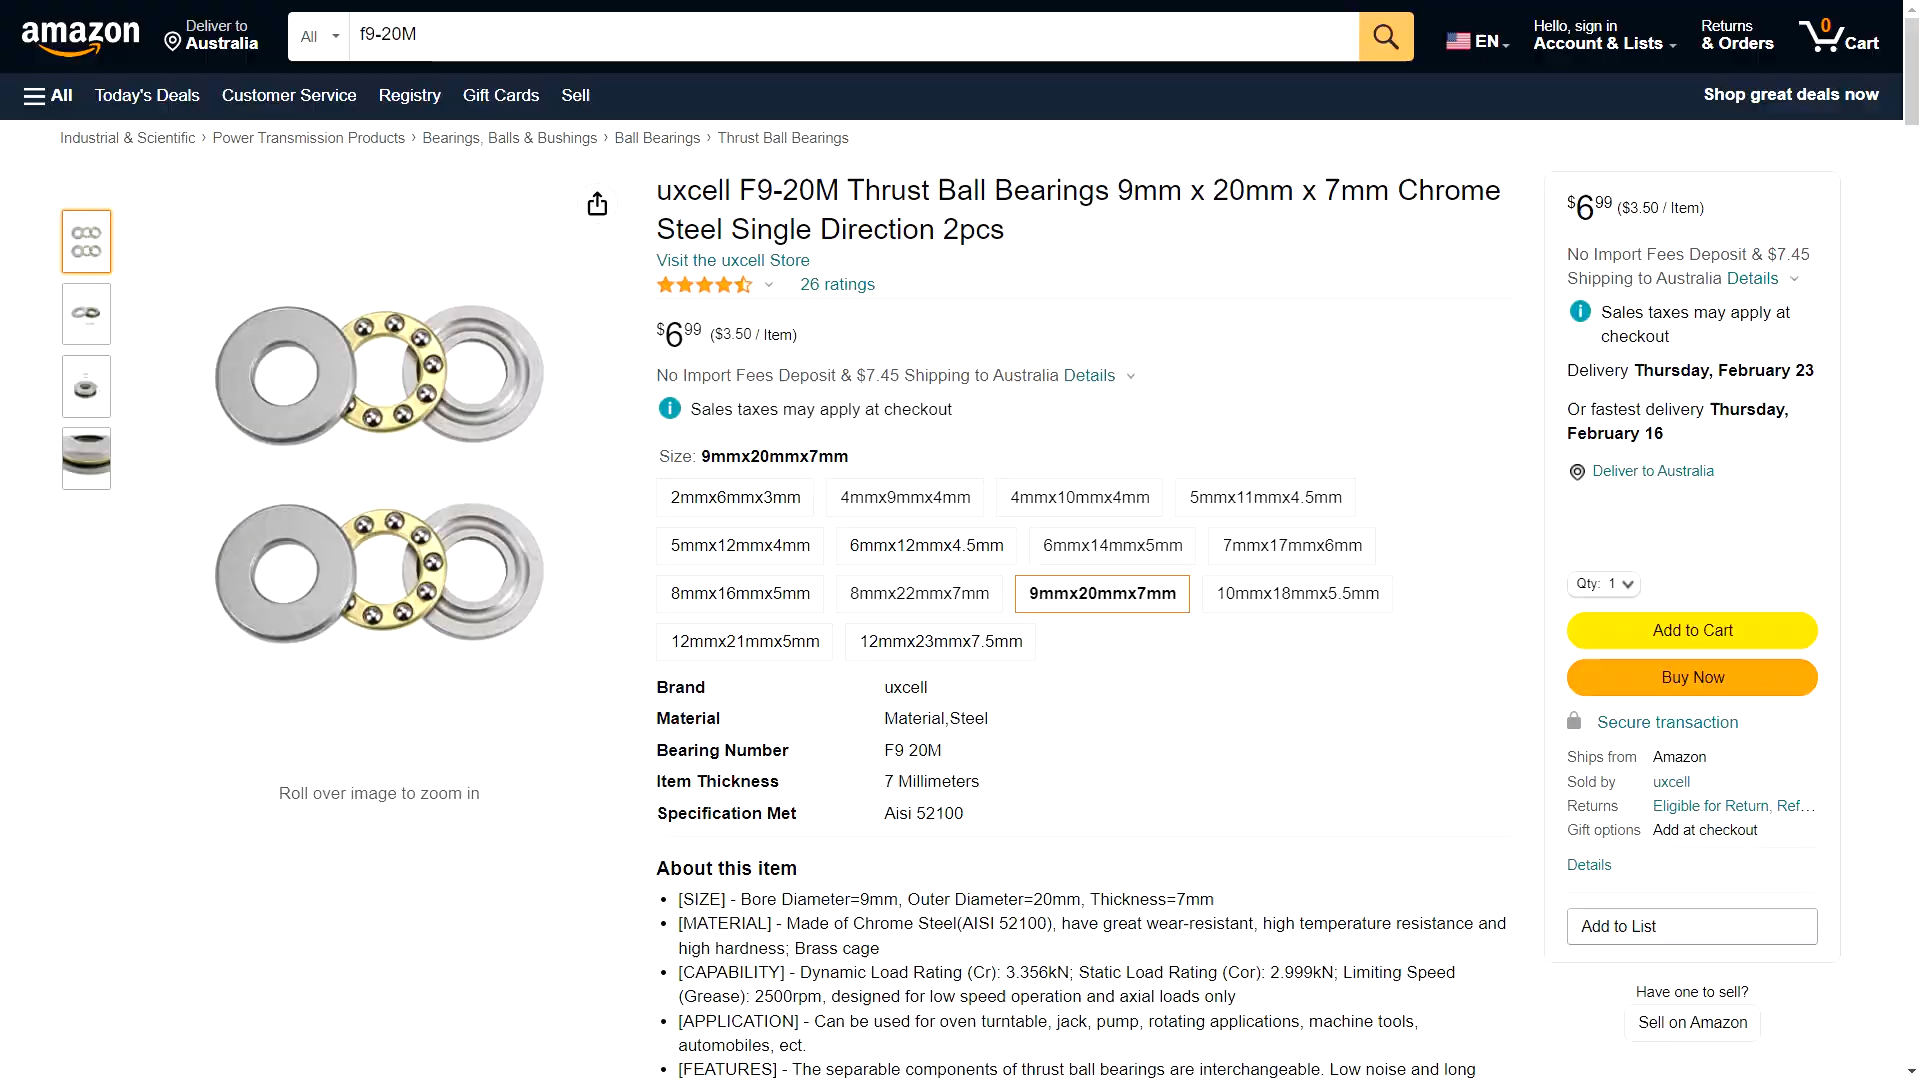 amazon
Deliver to
Australia
All
f9-20M
EN
Hello, sign in
Account & Lists
Returns
& Orders
0
Cart
All
Today's Deals
Customer Service
Registry
Gift Cards
Sell
Shop great deals now
Industrial & Scientific › Power Transmission Products › Bearings, Balls & Bushings › Ball Bearings › Thrust Ball Bearings
uxcell F9-20M Thrust Ball Bearings 9mm x 20mm x 7mm Chrome
Steel Single Direction 2pcs
Visit the uxcell Store
26 ratings
$6 99 ($3.50 / Item)
No Import Fees Deposit & $7.45 Shipping to Australia Details
Sales taxes may apply at checkout
Size: 9mmx20mmx7mm
2mmx6mmx3mm 4mmx9mmx4mm 4mmx10mmx4mm 5mmx11mmx4.5mm
5mmx12mmx4mm 6mmx12mmx4.5mm 6mmx14mmx5mm 7mmx17mmx6mm
8mmx16mmx5mm 8mmx22mmx7mm 9mmx20mmx7mm 10mmx18mmx5.5mm
12mmx21mmx5mm 12mmx23mmx7.5mm
Brand uxcell
Material Material,Steel
Bearing Number F9 20M
Item Thickness 7 Millimeters
Specification Met Aisi 52100
Roll over image to zoom in
About this item
• [SIZE] - Bore Diameter=9mm, Outer Diameter=20mm, Thickness=7mm
• [MATERIAL] - Made of Chrome Steel(AISI 52100), have great wear-resistant, high temperature resistance and
high hardness; Brass cage
• [CAPABILITY] - Dynamic Load Rating (Cr): 3.356kN; Static Load Rating (Cor): 2.999kN; Limiting Speed
(Grease): 2500rpm, designed for low speed operation and axial loads only
• [APPLICATION] - Can be used for oven turntable, jack, pump, rotating applications, machine tools,
automobiles, ect.
• [FEATURES] - The separable components of thrust ball bearings are interchangeable. Low noise and long
$6 99 ($3.50 / Item)
No Import Fees Deposit & $7.45
Shipping to Australia Details
Sales taxes may apply at
checkout
Delivery Thursday, February 23
Or fastest delivery Thursday,
February 16
Deliver to Australia
Qty: 1
Add to Cart
Buy Now
Secure transaction
Ships from Amazon
Sold by uxcell
Returns Eligible for Return, Ref…
Gift options Add at checkout
Details
Add to List
Have one to sell?
Sell on Amazon